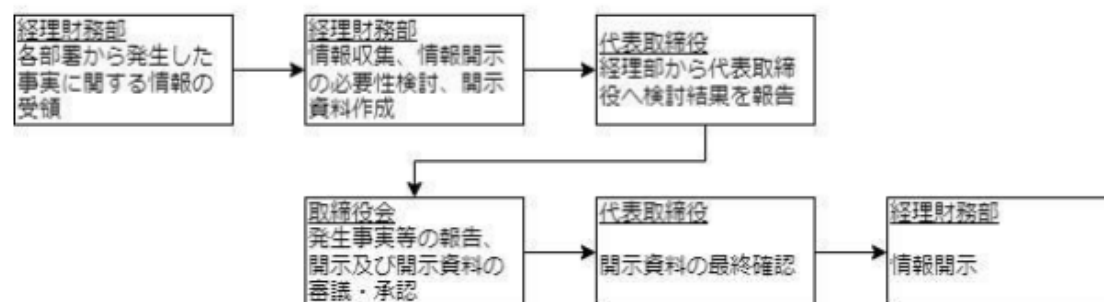 経理財務部
各部署から発生した
事実に関する情報の
受領
経理財務部
情報収集、情報開示
の必要性検討、開示
資料作成
代表取締役
経理部から代表取締
役へ検討結果を報告
取締役会
発生事実等の報告、
開示及び開示資料の
審議・承認
代表取締役
開示資料の最終確認
経理財務部
情報開示